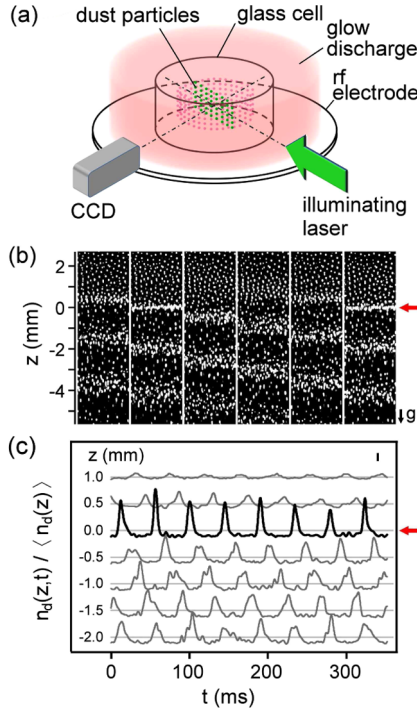 (a)
dust particles
glass cell
glow
discharge
rf
electrode
CCD
illuminating
laser
(b)
z (mm)
2
0
-2
-4
g
(c)
z (mm)
n_d(z,t) / ⟨ n_d(z) ⟩
1.0
0.5
0.0
-0.5
-1.0
-1.5
-2.0
0 100 200 300
t (ms)